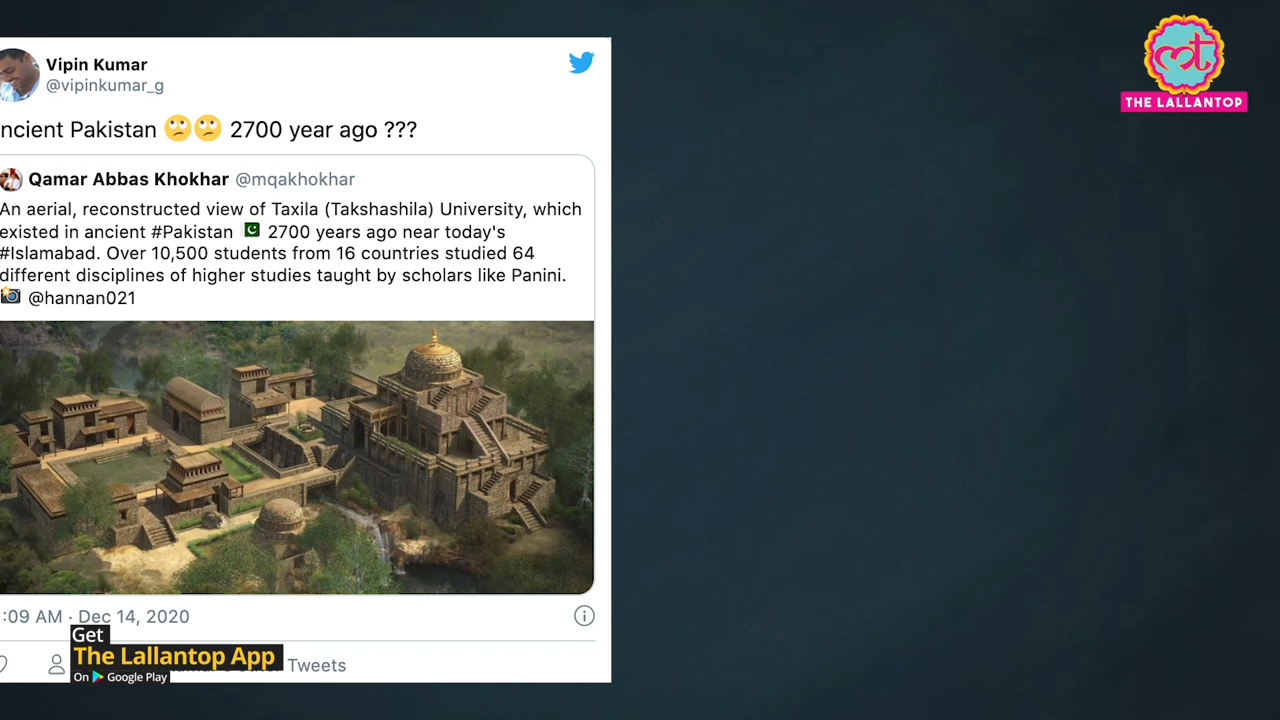 Vipin Kumar
@vipinkumar_g
ncient Pakistan 🙄🙄 2700 year ago ???
Qamar Abbas Khokhar @mqakhokhar
An aerial, reconstructed view of Taxila (Takshashila) University, which
existed in ancient #Pakistan 🇵🇰 2700 years ago near today's
#Islamabad. Over 10,500 students from 16 countries studied 64
different disciplines of higher studies taught by scholars like Panini.
📸 @hannan021
:09 AM · Dec 14, 2020
Tweets
Get
The Lallantop App
On Google Play
THE LALLANTOP